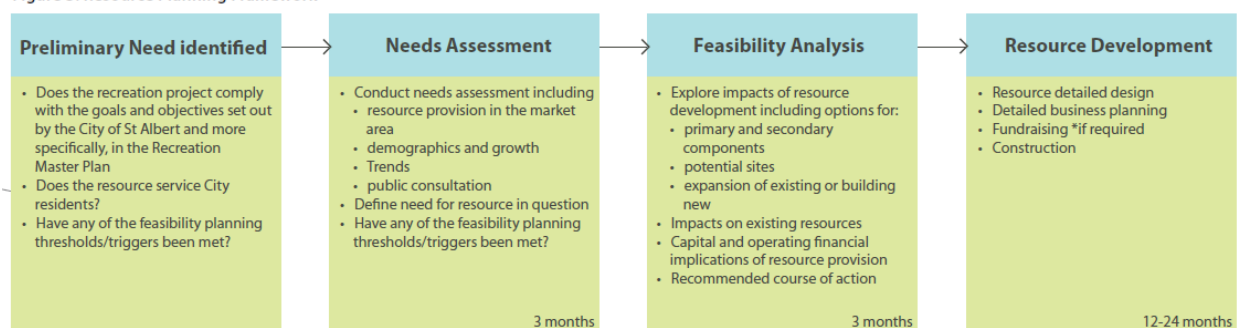 Preliminary Need identified
• Does the recreation project comply
with the goals and objectives set out
by the City of St Albert and more
specifically, in the Recreation
Master Plan
• Does the resource service City
residents?
• Have any of the feasibility planning
thresholds/triggers been met?
Needs Assessment
• Conduct needs assessment including
• resource provision in the market
area
• demographics and growth
• Trends
• public consultation
• Define need for resource in question
• Have any of the feasibility planning
thresholds/triggers been met?
3 months
Feasibility Analysis
• Explore impacts of resource
development including options for:
• primary and secondary
components
• potential sites
• expansion of existing or building
new
• Impacts on existing resources
• Capital and operating financial
implications of resource provision
• Recommended course of action
3 months
Resource Development
• Resource detailed design
• Detailed business planning
• Fundraising *if required
• Construction
12-24 months